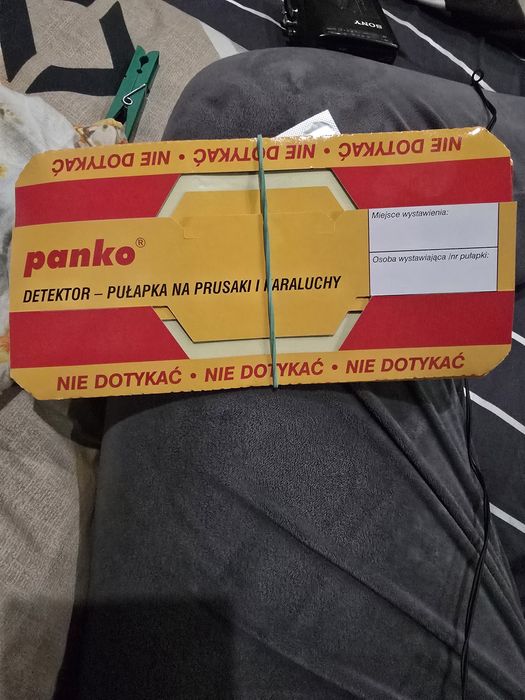 SONY
NIE DOTYKAĆ • NIE DOTYKAĆ • NIE DOTYKAĆ
panko®
DETEKTOR – PUŁAPKA NA PRUSAKI I KARALUCHY
Miejsce wystawienia:
Osoba wystawiająca /nr pułapki:
NIE DOTYKAĆ • NIE DOTYKAĆ • NIE DOTYKAĆ